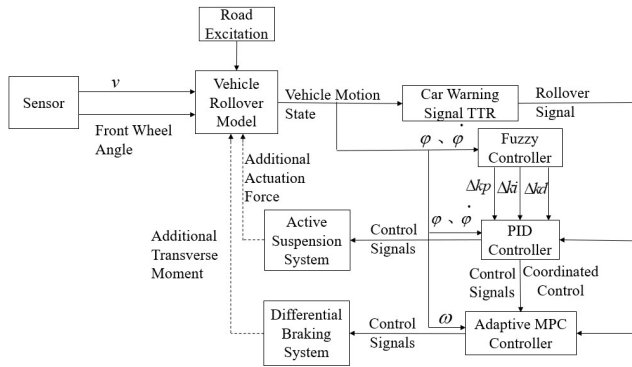 Road
Excitation
Sensor
v
Front Wheel
Angle
Vehicle
Rollover
Model
Vehicle Motion
State
Car Warning
Signal TTR
Rollover
Signal
φ 、 φ̇
Fuzzy
Controller
Δkp Δki Δkd
Additional
Actuation
Force
Additional
Transverse
Moment
Active
Suspension
System
Control
Signals
φ 、 φ̇
PID
Controller
Control
Signals
Coordinated
Control
Differential
Braking
System
Control
Signals
ω
Adaptive MPC
Controller